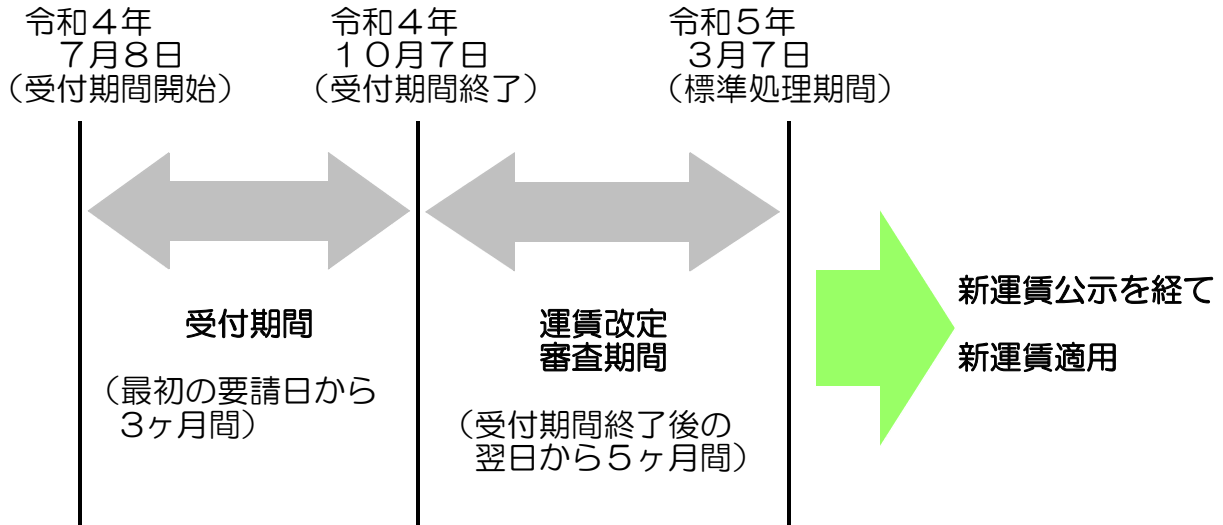 令和4年
7月8日
(受付期間開始)
令和4年
10月7日
(受付期間終了)
令和5年
3月7日
(標準処理期間)
受付期間
(最初の要請日から
3ヶ月間)
運賃改定
審査期間
(受付期間終了後の
翌日から5ヶ月間)
新運賃公示を経て
新運賃適用